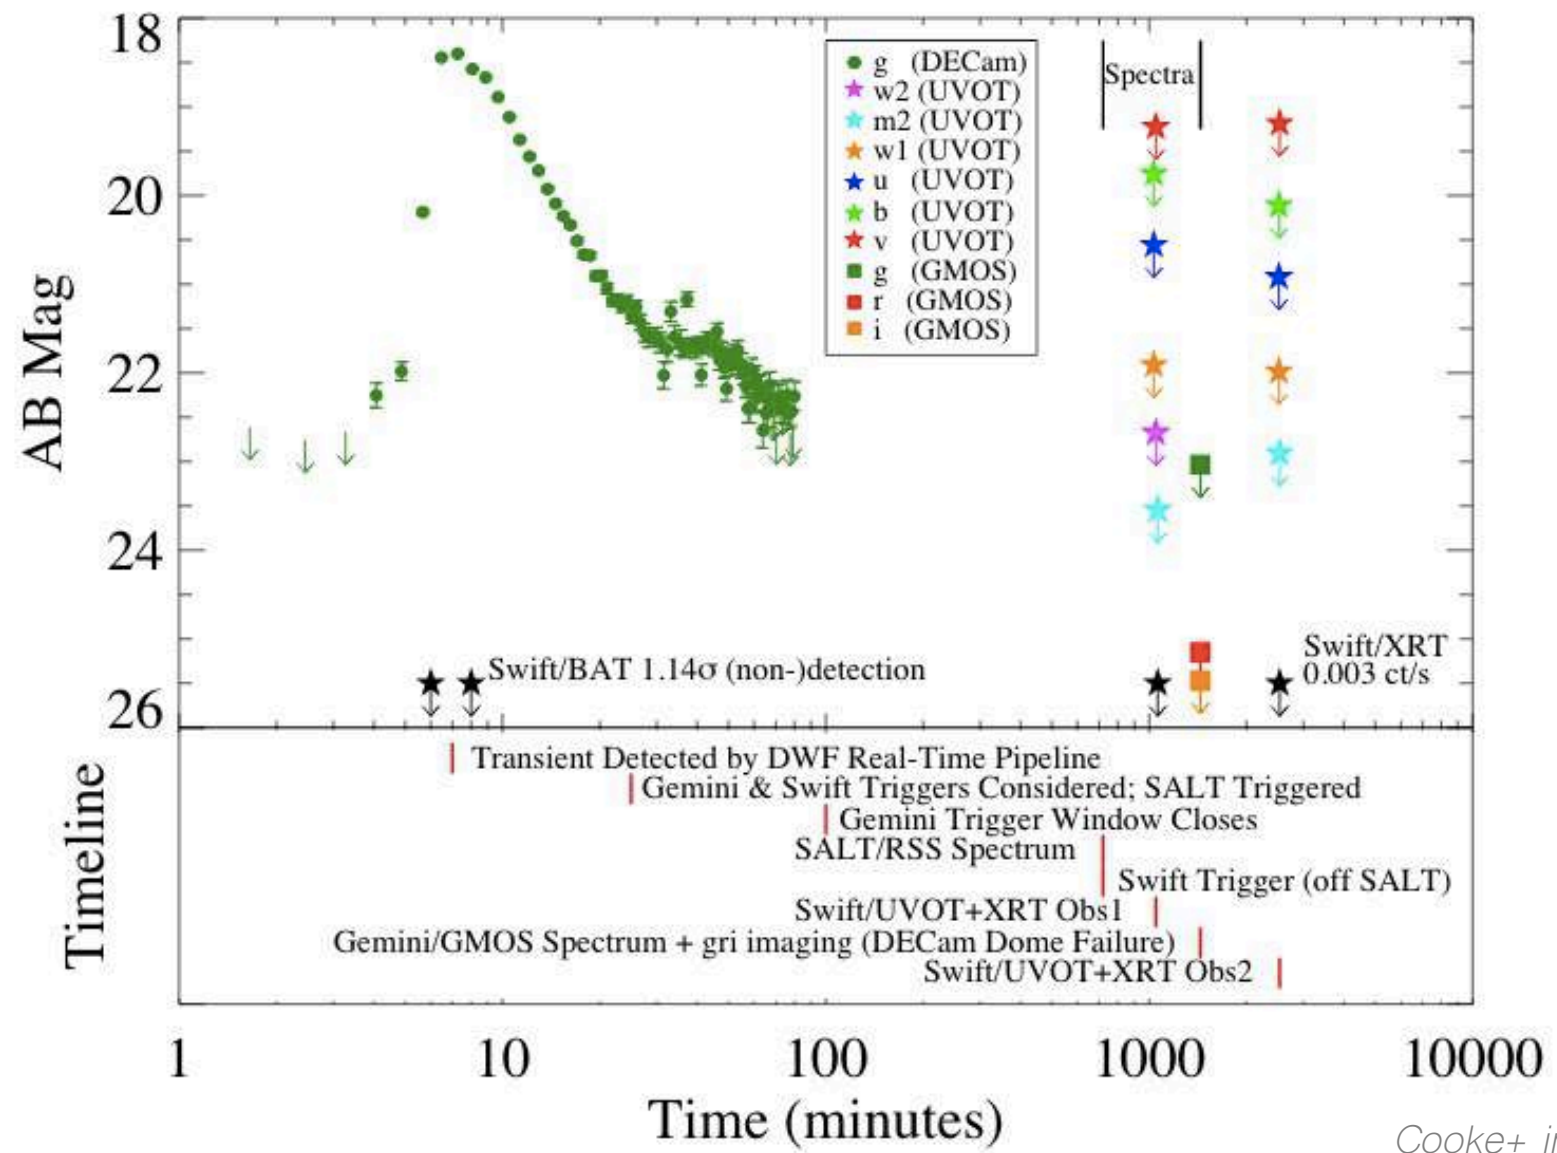 18
20
22
24
26
AB Mag
g (DECam)
w2 (UVOT)
m2 (UVOT)
w1 (UVOT)
u (UVOT)
b (UVOT)
v (UVOT)
g (GMOS)
r (GMOS)
i (GMOS)
Spectra
Swift/BAT 1.14σ (non-)detection
Swift/XRT
0.003 ct/s
Timeline
Transient Detected by DWF Real-Time Pipeline
Gemini & Swift Triggers Considered; SALT Triggered
Gemini Trigger Window Closes
SALT/RSS Spectrum
Swift Trigger (off SALT)
Swift/UVOT+XRT Obs1
Gemini/GMOS Spectrum + gri imaging (DECam Dome Failure)
Swift/UVOT+XRT Obs2
1 10 100 1000 10000
Time (minutes)
Cooke+